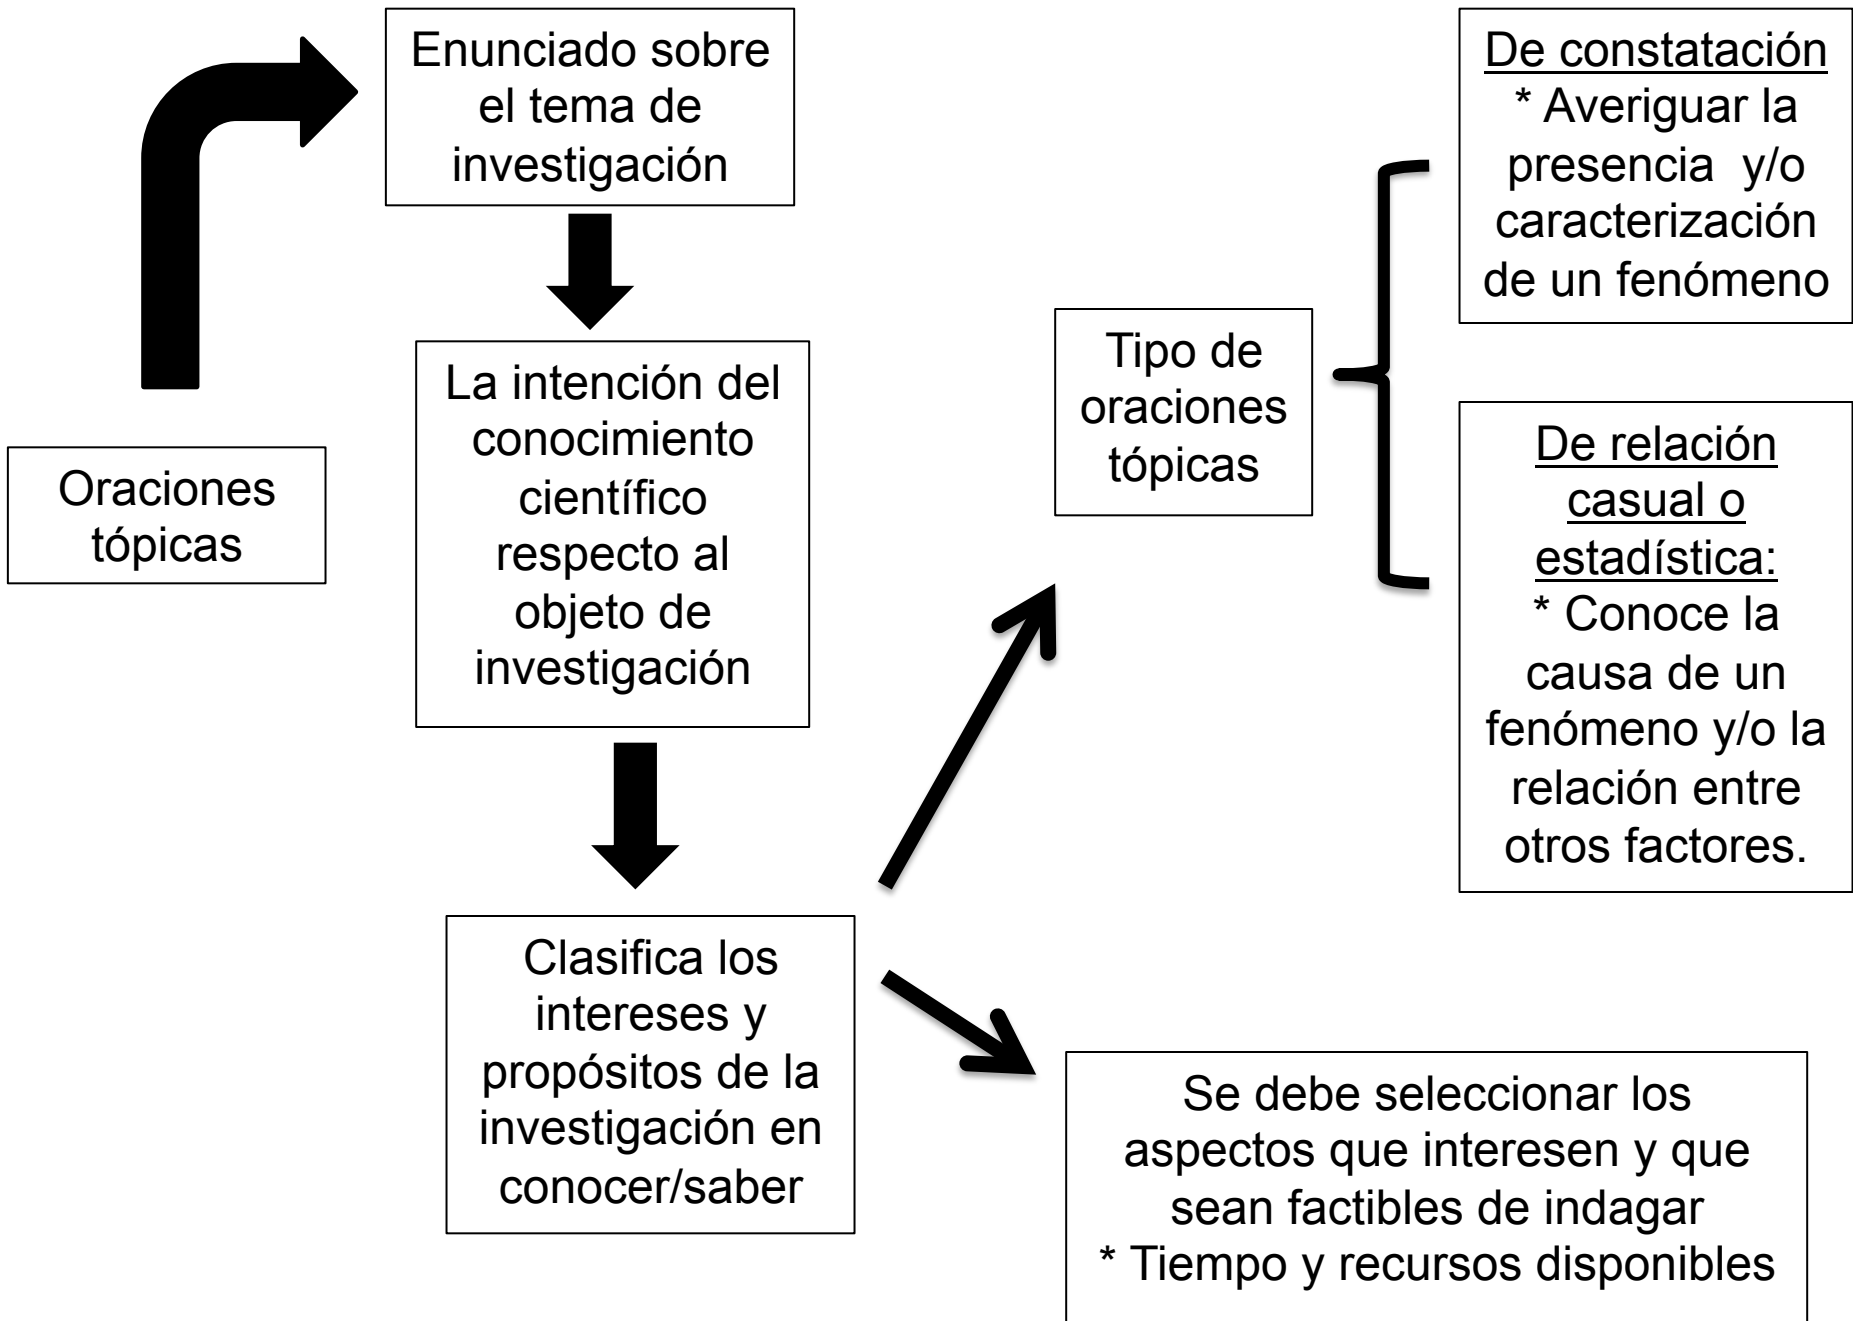 Oraciones
tópicas
Enunciado sobre
el tema de
investigación
La intención del
conocimiento
científico
respecto al
objeto de
investigación
Clasifica los
intereses y
propósitos de la
investigación en
conocer/saber
Tipo de
oraciones
tópicas
De constatación
* Averiguar la
presencia y/o
caracterización
de un fenómeno
De relación
casual o
estadística:
* Conoce la
causa de un
fenómeno y/o la
relación entre
otros factores.
Se debe seleccionar los
aspectos que interesen y que
sean factibles de indagar
* Tiempo y recursos disponibles